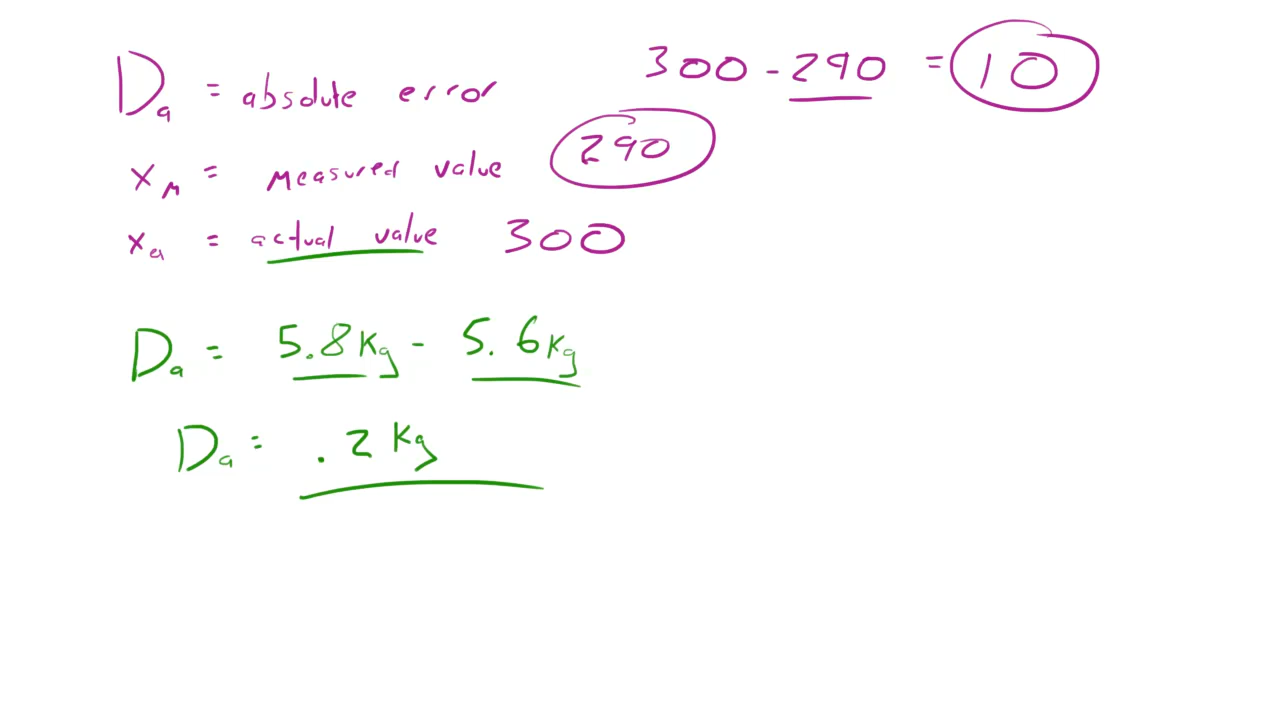 Da = absolute error 300 - 290 = 10
xM = Measured value 290
xa = actual value 300
Da = 5.8 Kg - 5.6 Kg
Da = .2 Kg